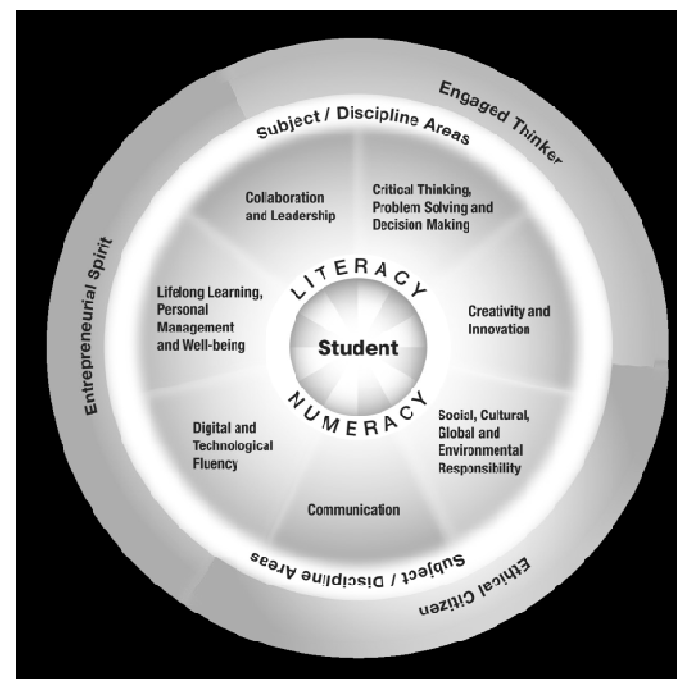 Engaged Thinker
Subject / Discipline Areas
Collaboration
and Leadership
Critical Thinking,
Problem Solving and
Decision Making
Entrepreneurial Spirit
Lifelong Learning,
Personal
Management
and Well-being
LITERACY
Student
NUMERACY
Creativity and
Innovation
Digital and
Technological
Fluency
Social, Cultural,
Global and
Environmental
Responsibility
Communication
Subject / Discipline Areas
Ethical Citizen